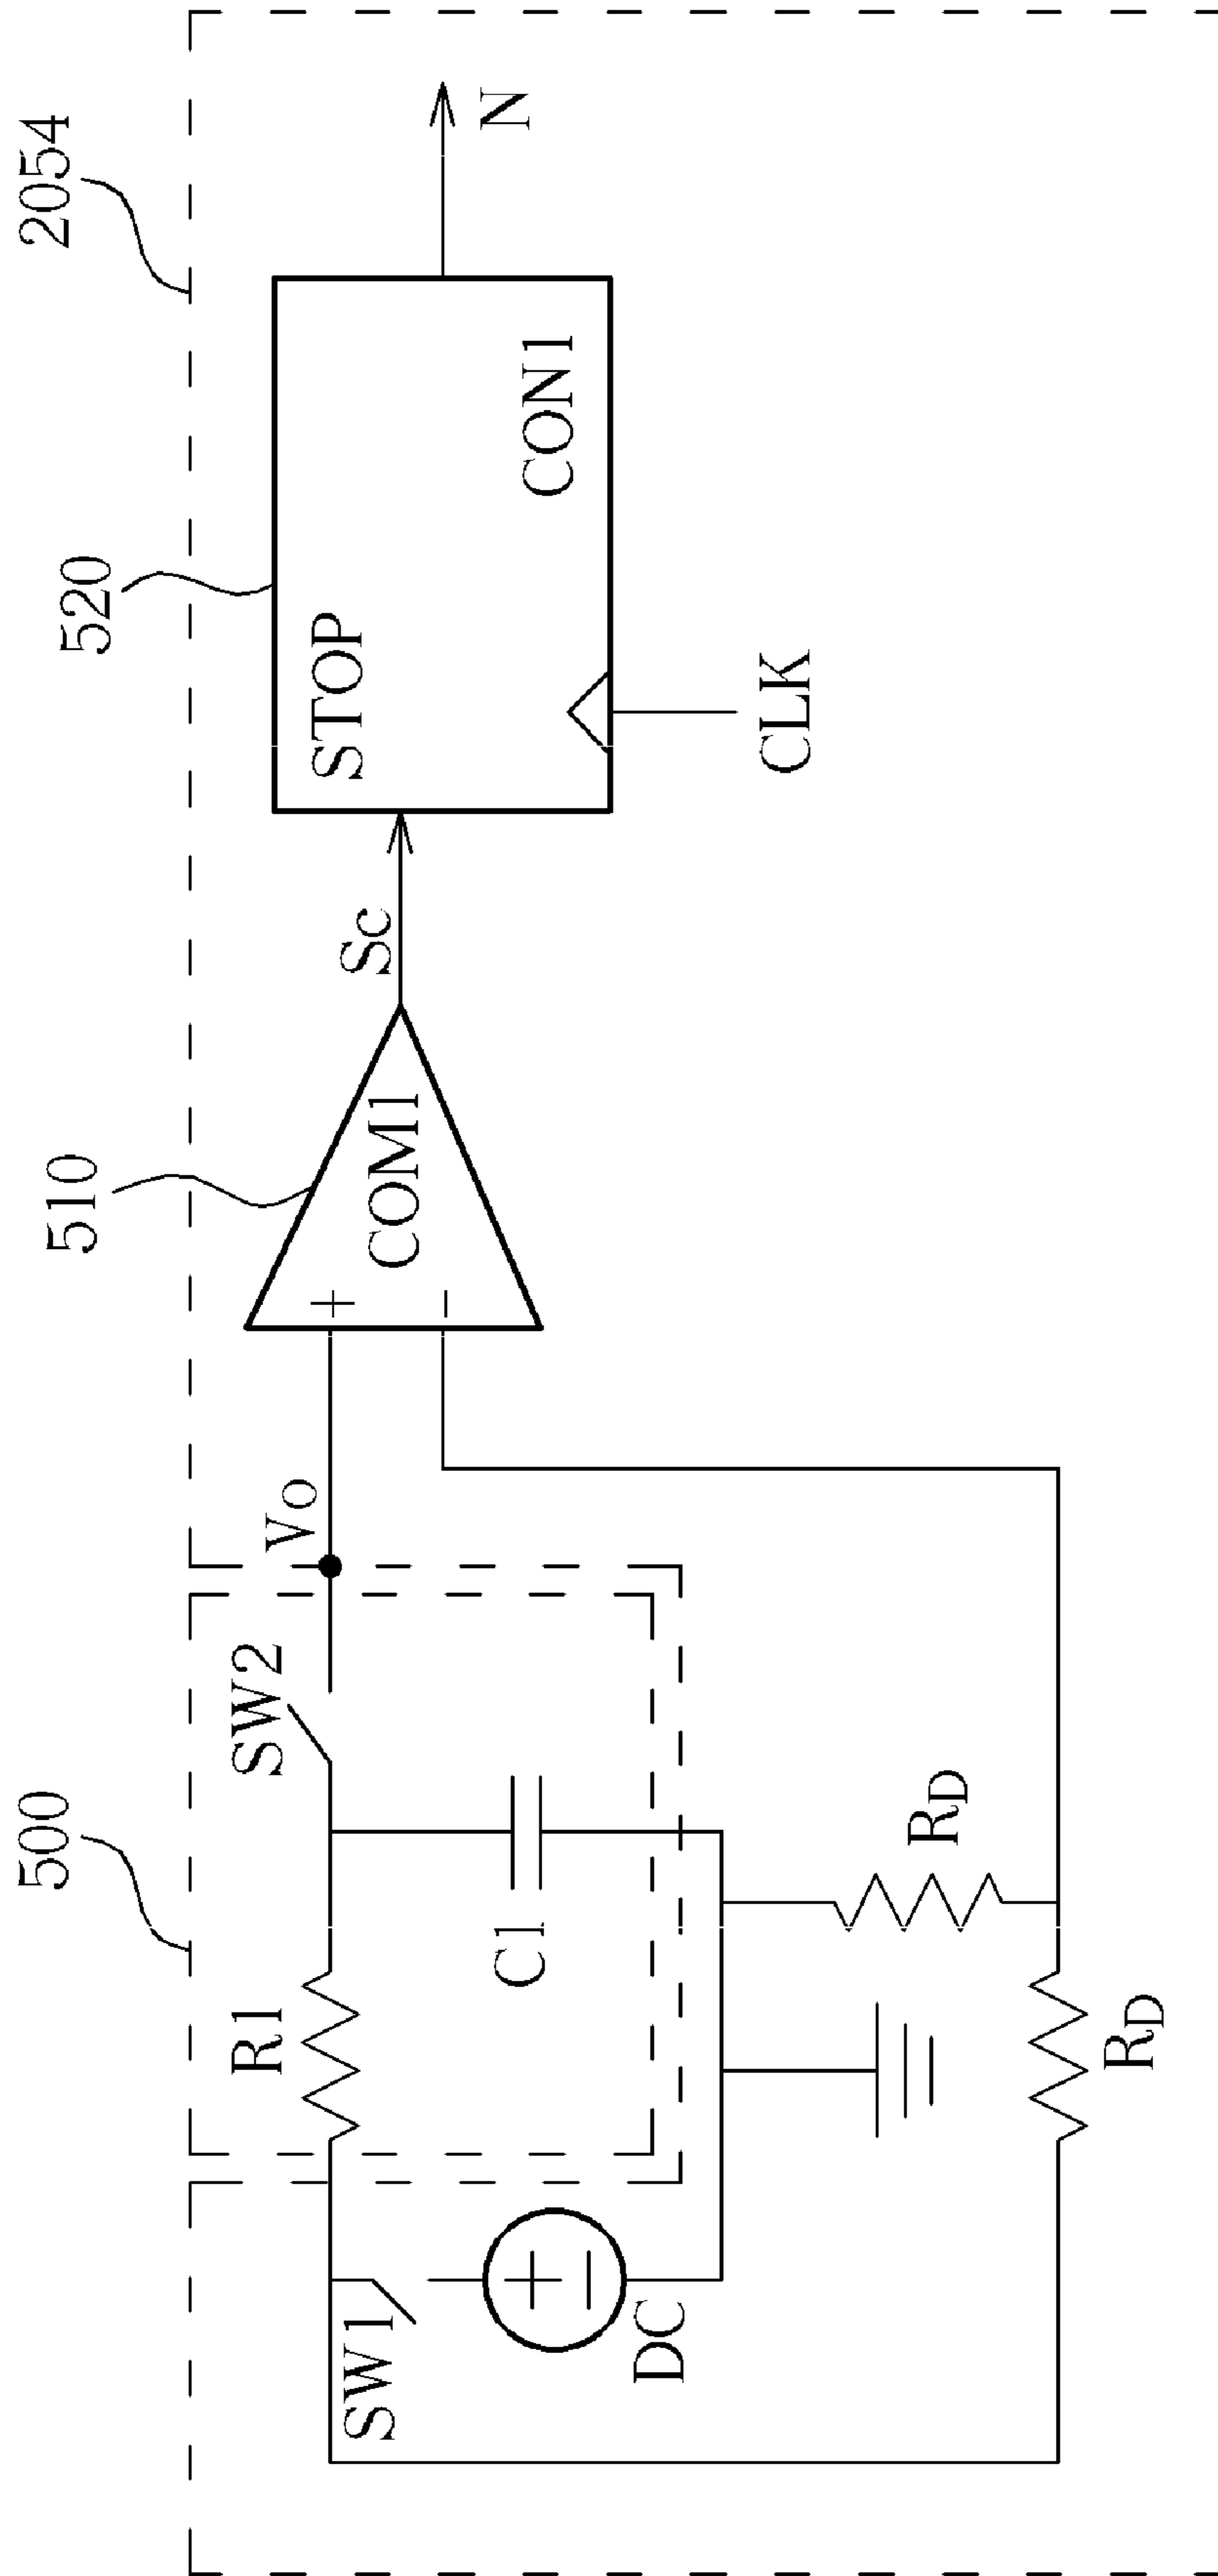 500
510
520
2054
SW1
R1
SW2
Vo
C1
DC
RD
RD
+
−
+
−
COM1
Sc
STOP
CON1
CLK
N